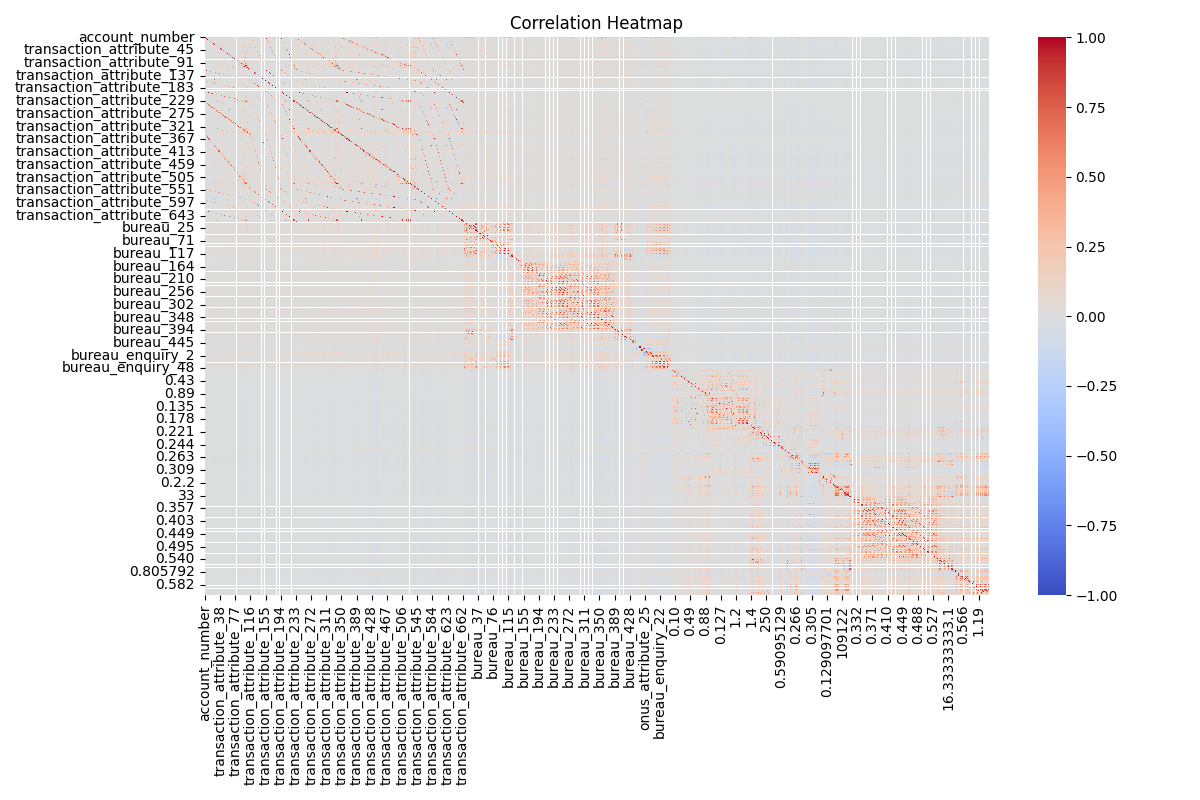 Correlation Heatmap
account_number
transaction_attribute_45
transaction_attribute_91
transaction_attribute_137
transaction_attribute_183
transaction_attribute_229
transaction_attribute_275
transaction_attribute_321
transaction_attribute_367
transaction_attribute_413
transaction_attribute_459
transaction_attribute_505
transaction_attribute_551
transaction_attribute_597
transaction_attribute_643
bureau_25
bureau_71
bureau_117
bureau_164
bureau_210
bureau_256
bureau_302
bureau_348
bureau_394
bureau_445
bureau_enquiry_2
bureau_enquiry_48
0.43
0.89
0.135
0.178
0.221
0.244
0.263
0.309
0.2.2
33
0.357
0.403
0.449
0.495
0.540
0.805792
0.582
account_number
transaction_attribute_38
transaction_attribute_77
transaction_attribute_116
transaction_attribute_155
transaction_attribute_194
transaction_attribute_233
transaction_attribute_272
transaction_attribute_311
transaction_attribute_350
transaction_attribute_389
transaction_attribute_428
transaction_attribute_467
transaction_attribute_506
transaction_attribute_545
transaction_attribute_584
transaction_attribute_623
transaction_attribute_662
bureau_37
bureau_76
bureau_115
bureau_155
bureau_194
bureau_233
bureau_272
bureau_311
bureau_350
bureau_389
bureau_428
onus_attribute_25
bureau_enquiry_22
0.10
0.49
0.88
0.127
1.2
1.4
250
0.59095129
0.266
0.305
0.129097701
109122
0.332
0.371
0.410
0.449
0.488
0.527
16.33333333.1
0.566
1.19
1.00
0.75
0.50
0.25
0.00
−0.25
−0.50
−0.75
−1.00